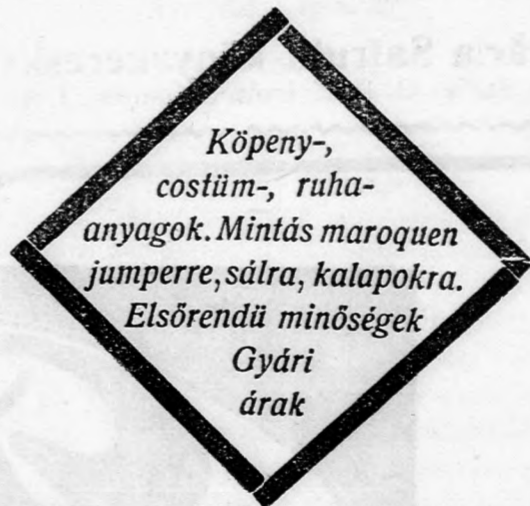 Köpeny-,
costüm-, ruha-
anyagok. Mintás maroquen
jumperre, sálra, kalapokra.
Elsőrendü minőségek
Gyári
árak